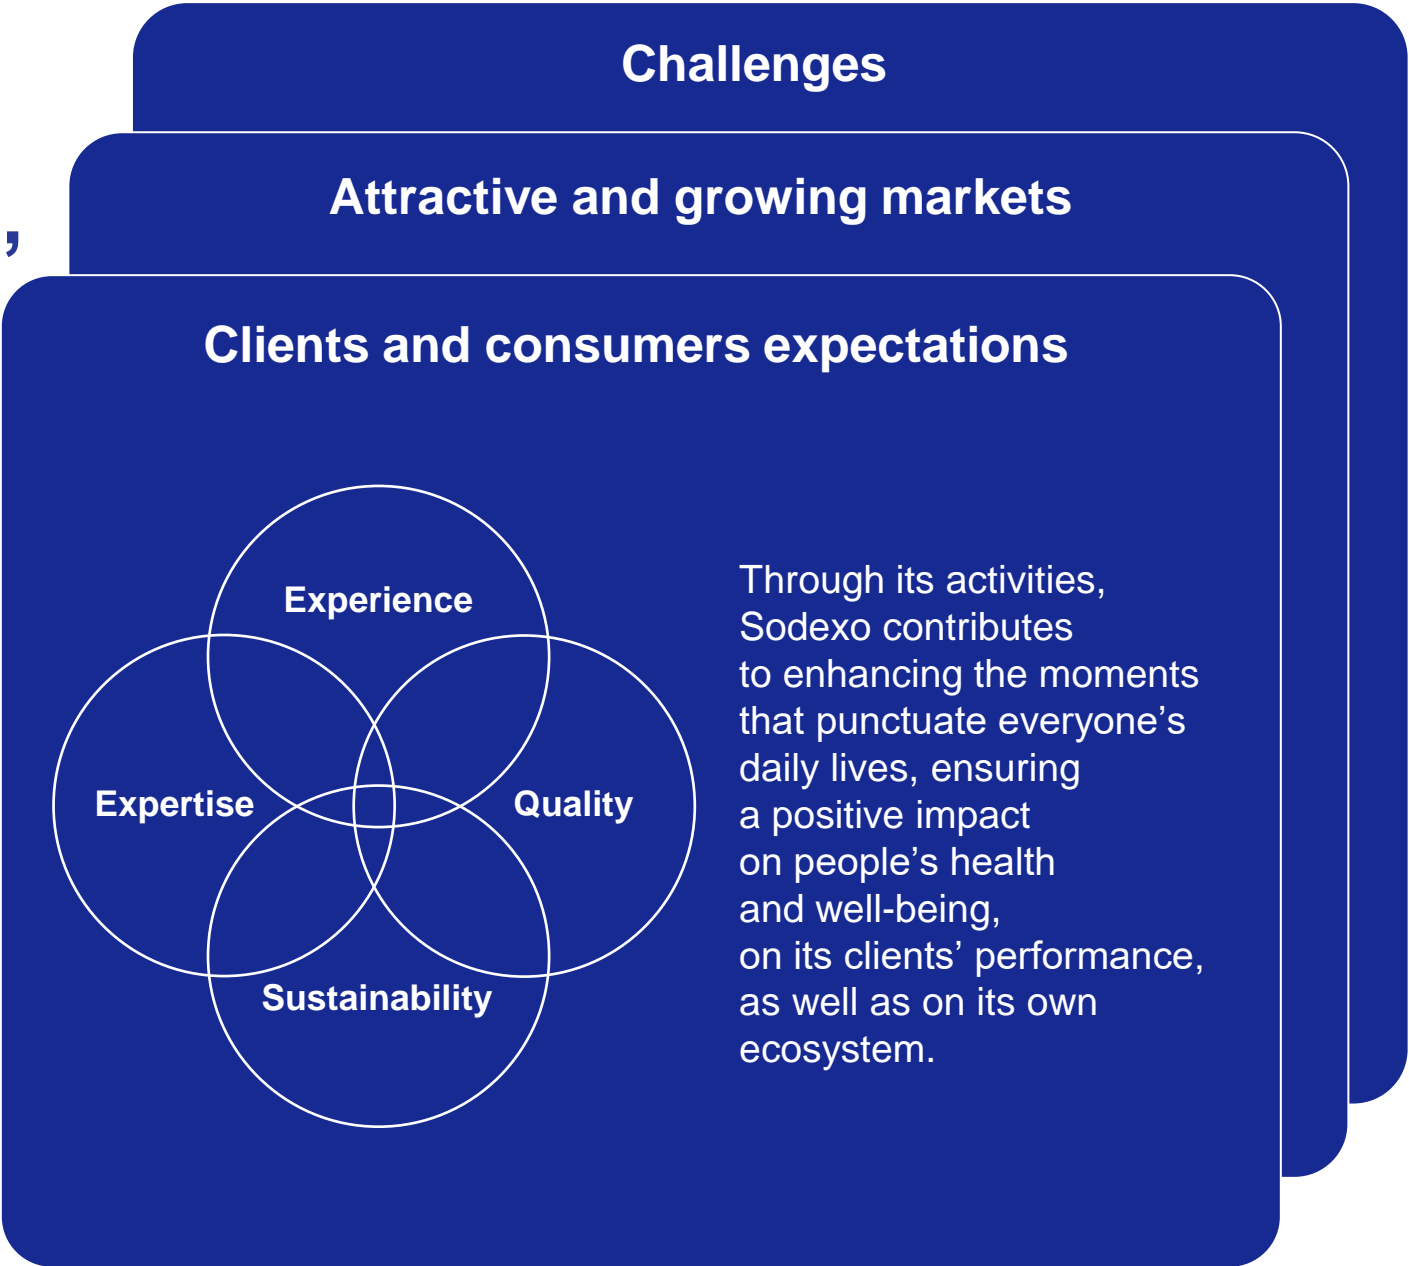 Challenges
Attractive and growing markets
,
Clients and consumers expectations
Experience
Expertise
Quality
Sustainability
Through its activities,
Sodexo contributes
to enhancing the moments
that punctuate everyone’s
daily lives, ensuring
a positive impact
on people’s health
and well-being,
on its clients’ performance,
as well as on its own
ecosystem.